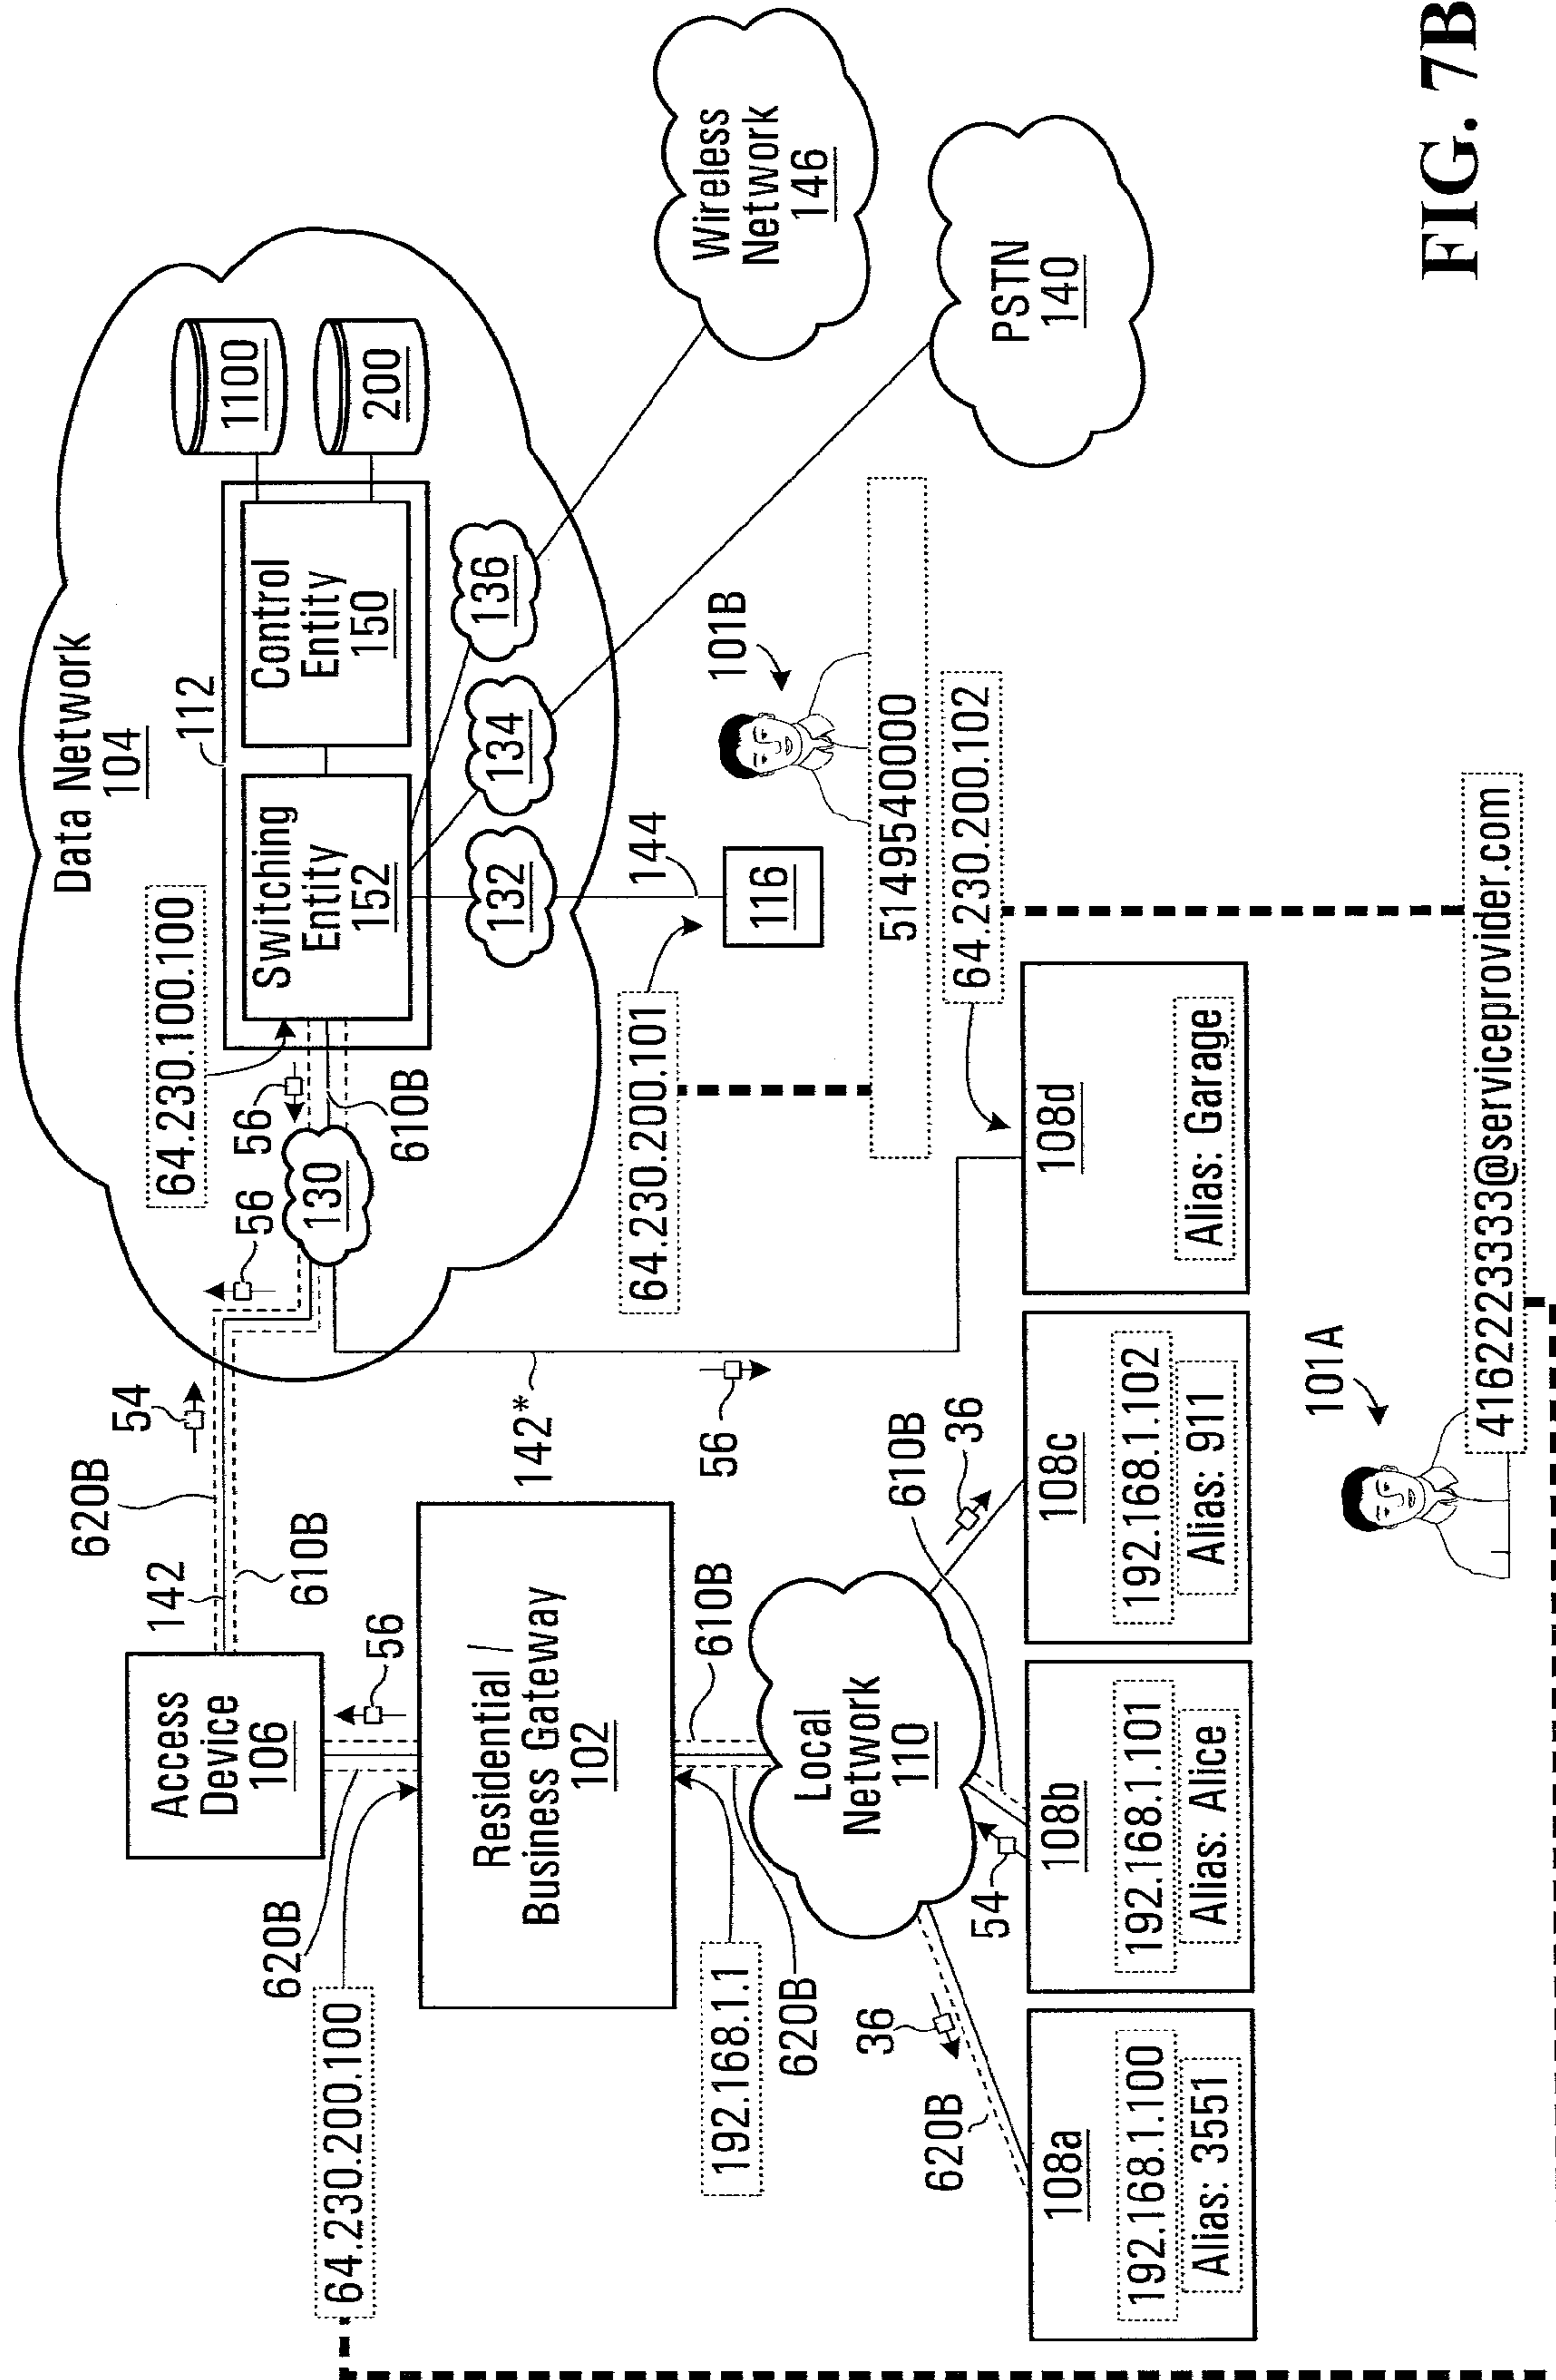 Data Network
104
112
64.230.100.100
Switching
Entity
152
Control
Entity
150
1100
200
56
56
610B
130
132
134
136
Wireless
Network
146
PSTN
140
144
116
64.230.200.101
101B
5149540000
64.230.200.102
620B
54
142
610B
Access
Device
106
142*
56
56
620B
64.230.200.100
Residential /
Business Gateway
102
610B
192.168.1.1
620B
Local
Network
110
610B
36
36
54
620B
108a
192.168.1.100
Alias: 3551
108b
192.168.1.101
Alias: Alice
108c
192.168.1.102
Alias: 911
108d
Alias: Garage
101A
4162223333@serviceprovider.com
FIG. 7B